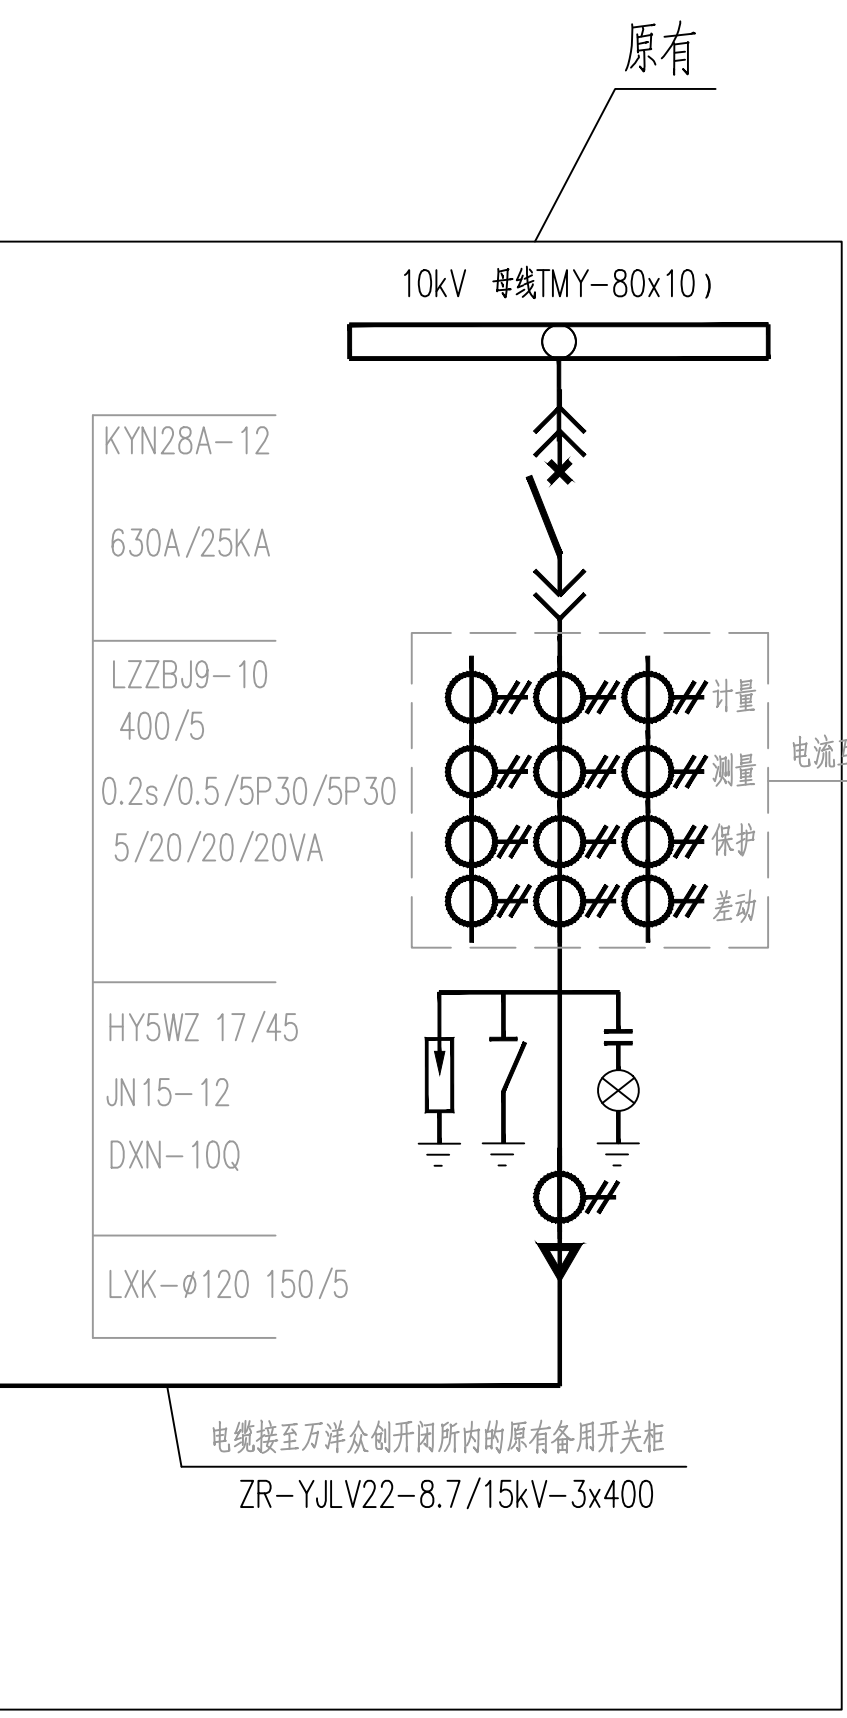 原有
10kV 母线TMY-80x10)
KYN28A-12
630A/25KA
LZZBJ9-10
400/5
0.2s/0.5/5P30/5P30
5/20/20/20VA
计量
测量
保护
差动
电流
HY5WZ 17/45
JN15-12
DXN-10Q
LXK-ø120 150/5
电缆接至万洋众创开闭所内的原有备用开关柜
ZR-YJLV22-8.7/15kV-3x400